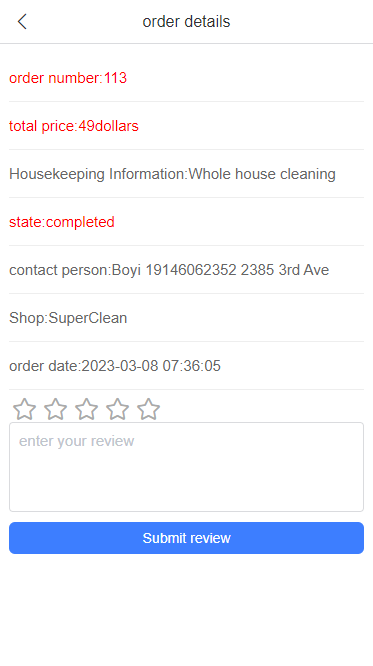 order details
order number:113
total price:49dollars
Housekeeping Information:Whole house cleaning
state:completed
contact person:Boyi 19146062352 2385 3rd Ave
Shop:SuperClean
order date:2023-03-08 07:36:05
enter your review
Submit review